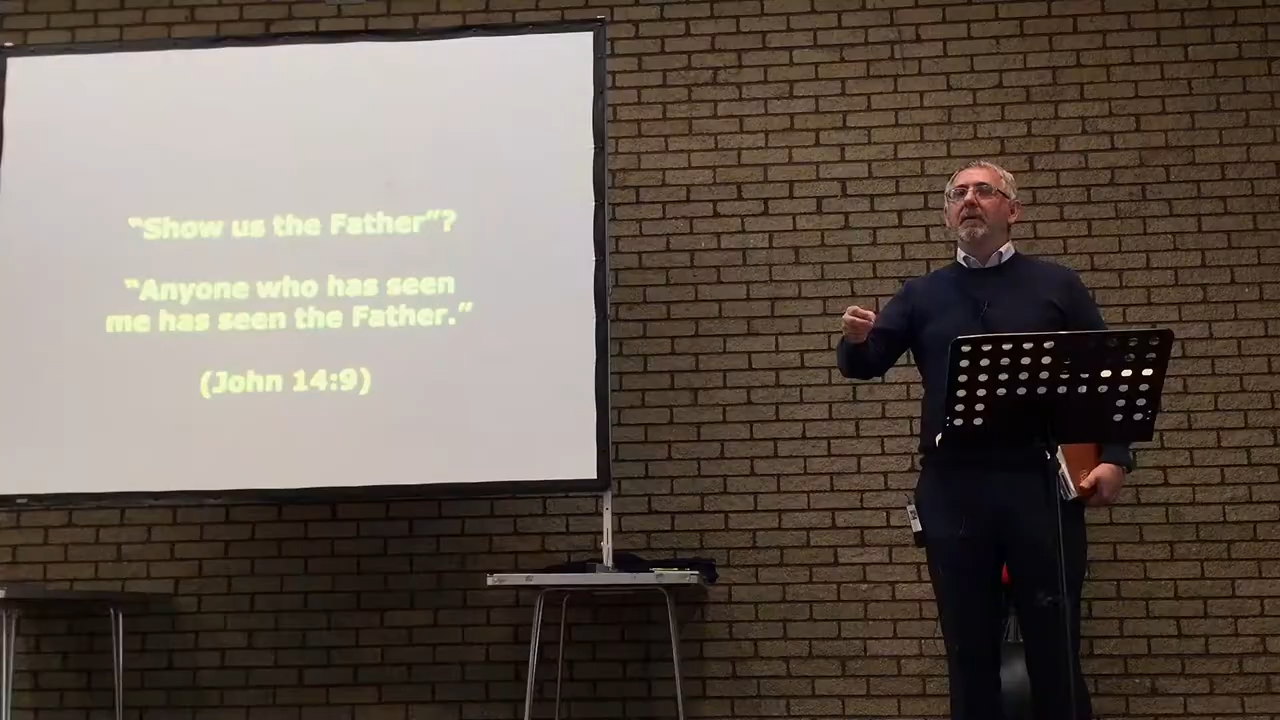 “Show us the Father”?
“Anyone who has seen
me has seen the Father.”
(John 14:9)